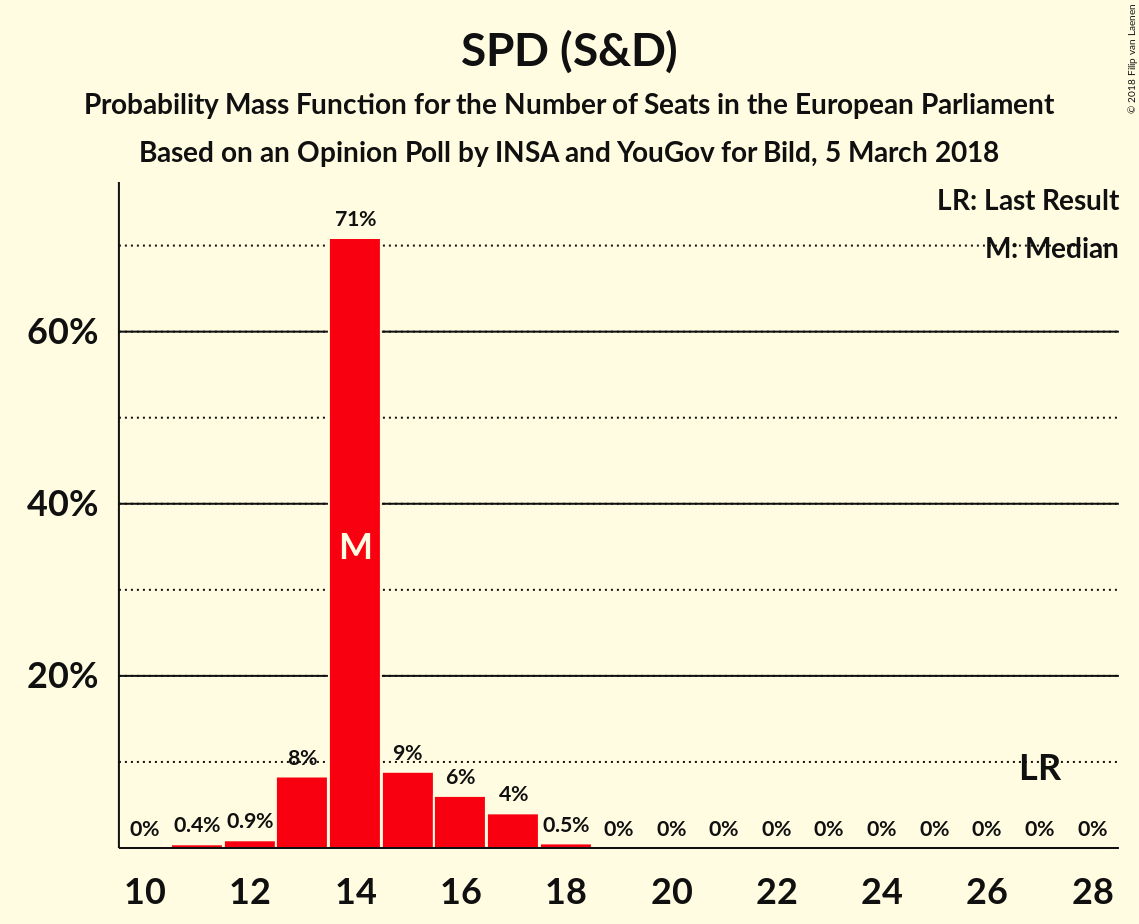 SPD (S&D)
Probability Mass Function for the Number of Seats in the European Parliament
Based on an Opinion Poll by INSA and YouGov for Bild, 5 March 2018
© 2018 Filip van Laenen
LR: Last Result
M: Median
60%
40%
20%
0% 0.4% 0.9% 8% 71% 9% 6% 4% 0.5% 0% 0% 0% 0% 0% 0% 0% 0% 0% 0%
M
LR
10 12 14 16 18 20 22 24 26 28